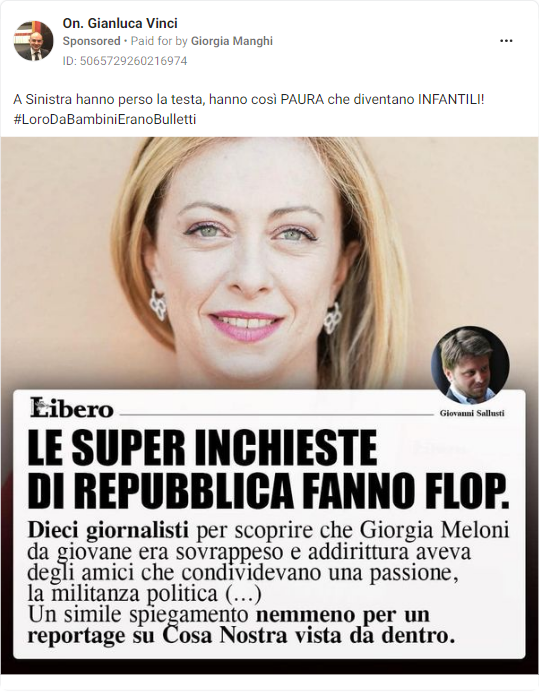 On. Gianluca Vinci
Sponsored • Paid for by Giorgia Manghi
ID: 5065729260216974
A Sinistra hanno perso la testa, hanno così PAURA che diventano INFANTILI!
#LoroDaBambiniEranoBulletti
Libero
Giovanni Sallusti
LE SUPER INCHIESTE
DI REPUBBLICA FANNO FLOP.
Dieci giornalisti per scoprire che Giorgia Meloni
da giovane era sovrappeso e addirittura aveva
degli amici che condividevano una passione,
la militanza politica (...)
Un simile spiegamento nemmeno per un
reportage su Cosa Nostra vista da dentro.